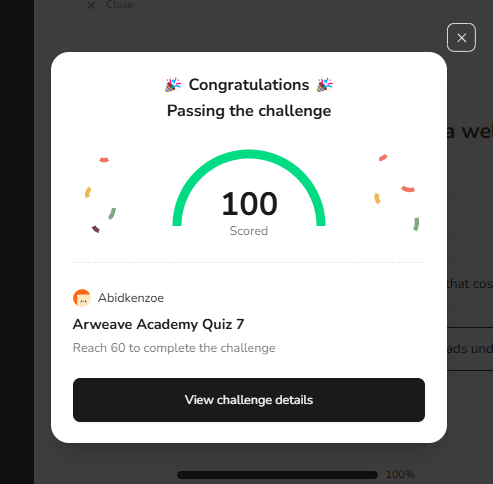 Close
🎉 Congratulations 🎉
Passing the challenge
a we
100
Scored
that cos
Abidkenzoe
Arweave Academy Quiz 7
ads und
Reach 60 to complete the challenge
View challenge details
100%